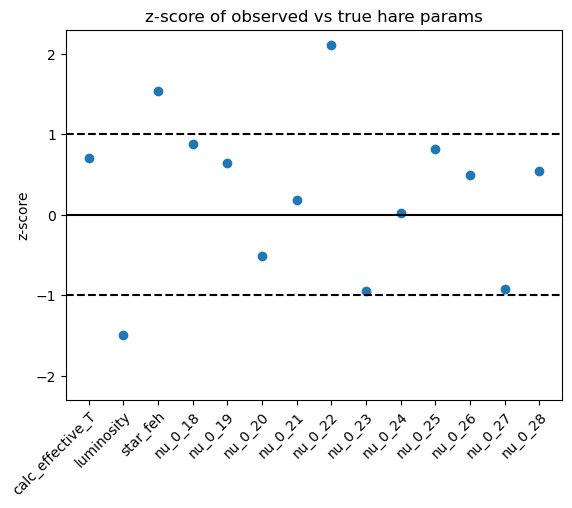 z-score of observed vs true hare params
z-score
2
1
0
−1
−2
calc_effective_T
luminosity
star_feh
nu_0_18
nu_0_19
nu_0_20
nu_0_21
nu_0_22
nu_0_23
nu_0_24
nu_0_25
nu_0_26
nu_0_27
nu_0_28